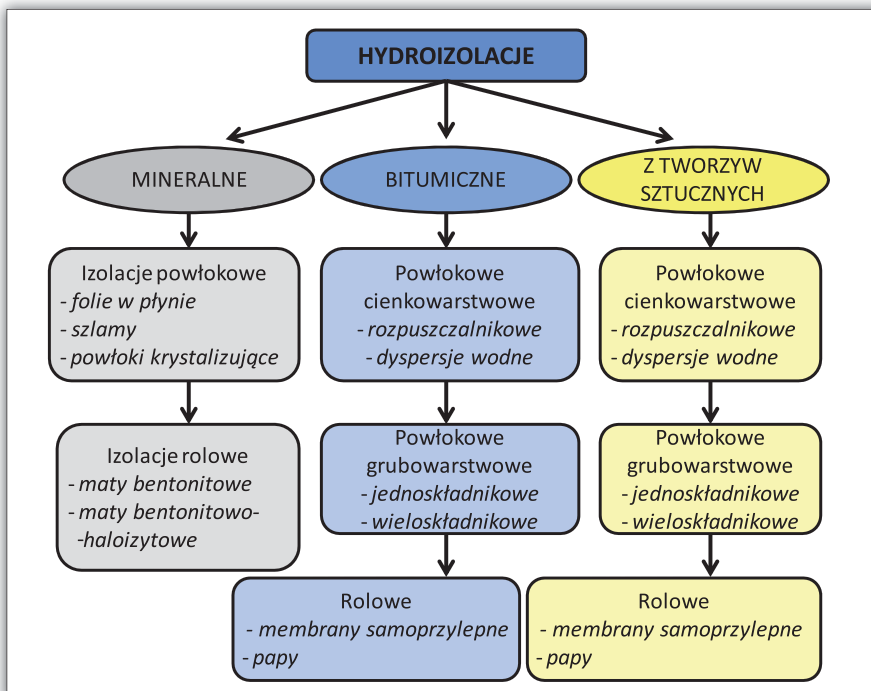 HYDROIZOLACJE
MINERALNE
BITUMICZNE
Z TWORZYW
SZTUCZNYCH
Izolacje powłokowe
- folie w płynie
- szlamy
- powłoki krystalizujące
Powłokowe
cienkowarstwowe
- rozpuszczalnikowe
- dyspersje wodne
Powłokowe
cienkowarstwowe
- rozpuszczalnikowe
- dyspersje wodne
Izolacje rolowe
- maty bentonitowe
- maty bentonitowo-
-haloizytowe
Powłokowe
grubowarstwowe
- jednoskładnikowe
- wieloskładnikowe
Powłokowe
grubowarstwowe
- jednoskładnikowe
- wieloskładnikowe
Rolowe
- membrany samoprzylepne
- papy
Rolowe
- membrany samoprzylepne
- papy